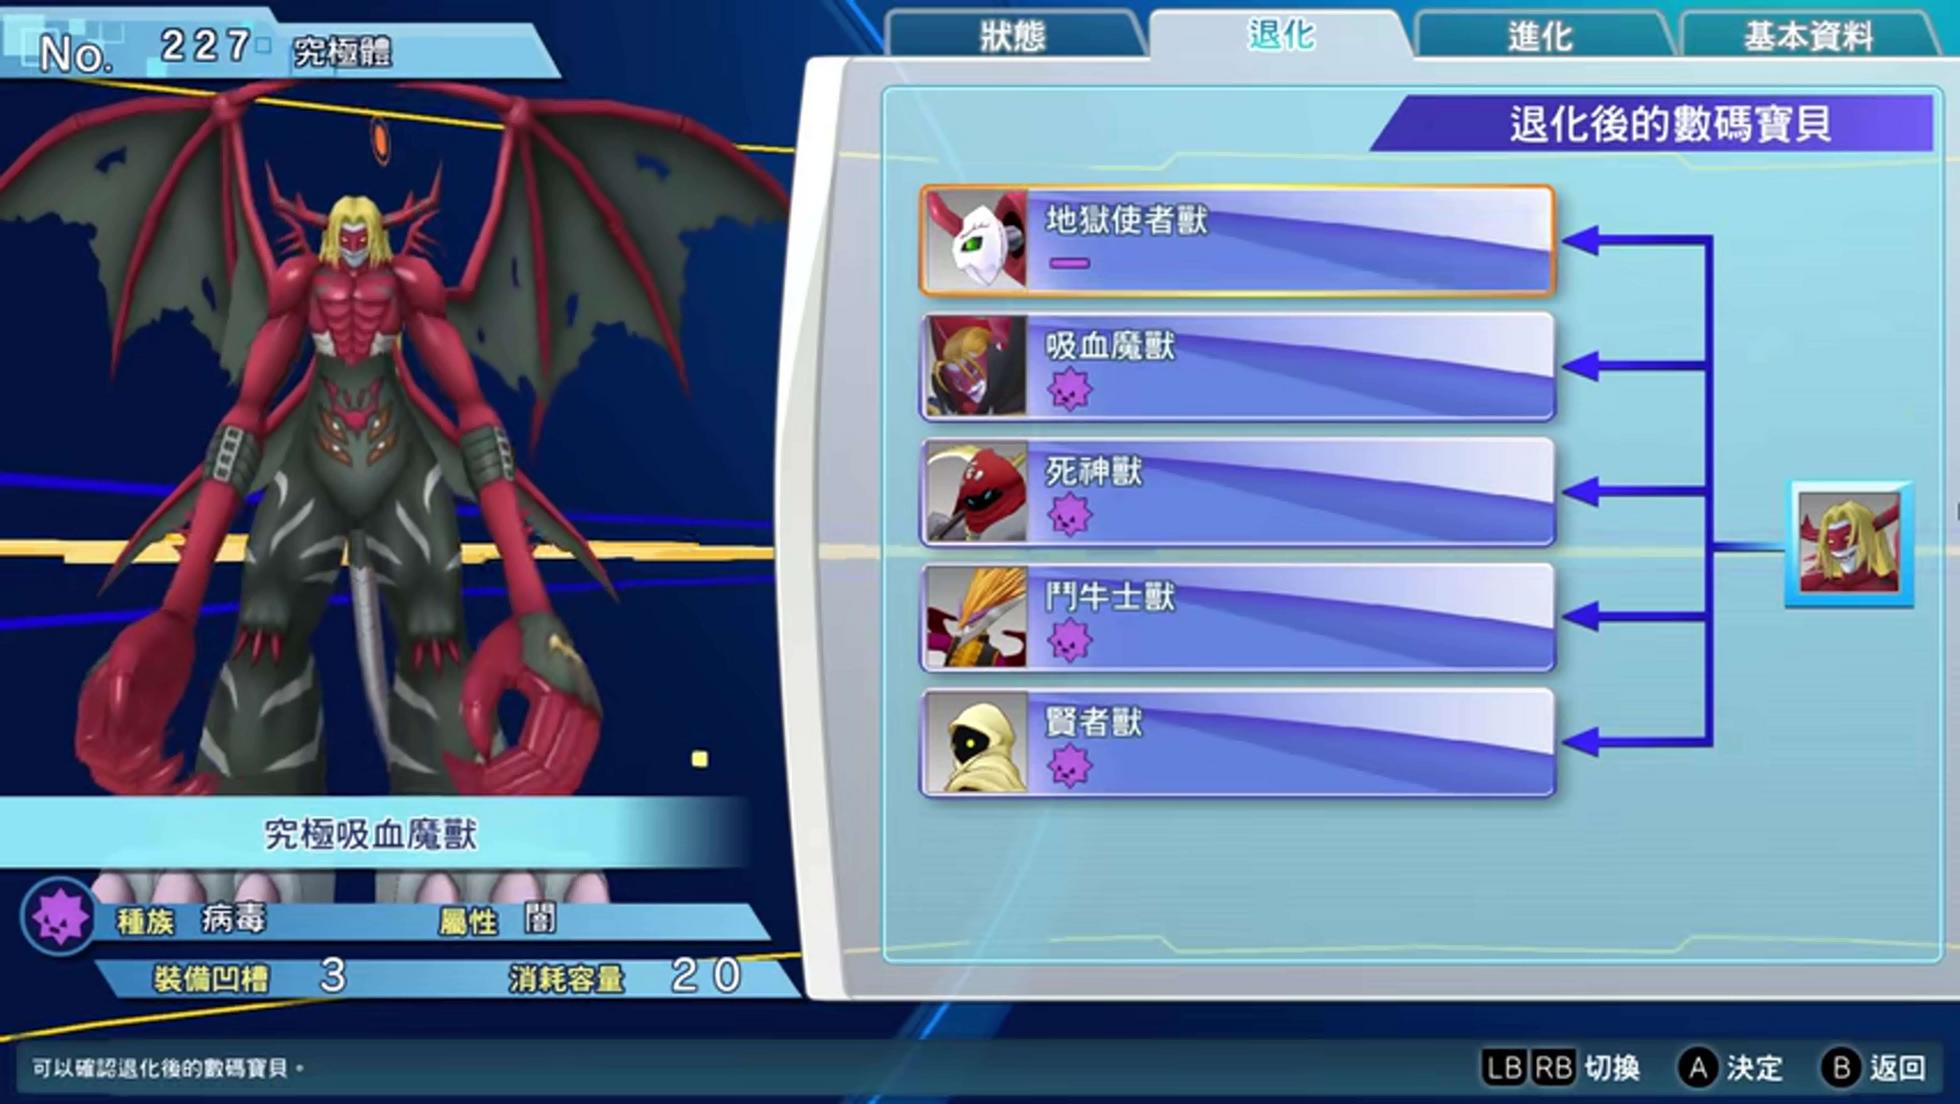 No. 227 究極體
狀態 退化 進化 基本資料
退化後的數碼寶貝
地獄使者獸
吸血魔獸
死神獸
鬥牛士獸
賢者獸
究極吸血魔獸
種族 病毒 屬性 闇
裝備凹槽 3 消耗容量 20
可以確認退化後的數碼寶貝。
LB RB 切換 A 決定 B 返回